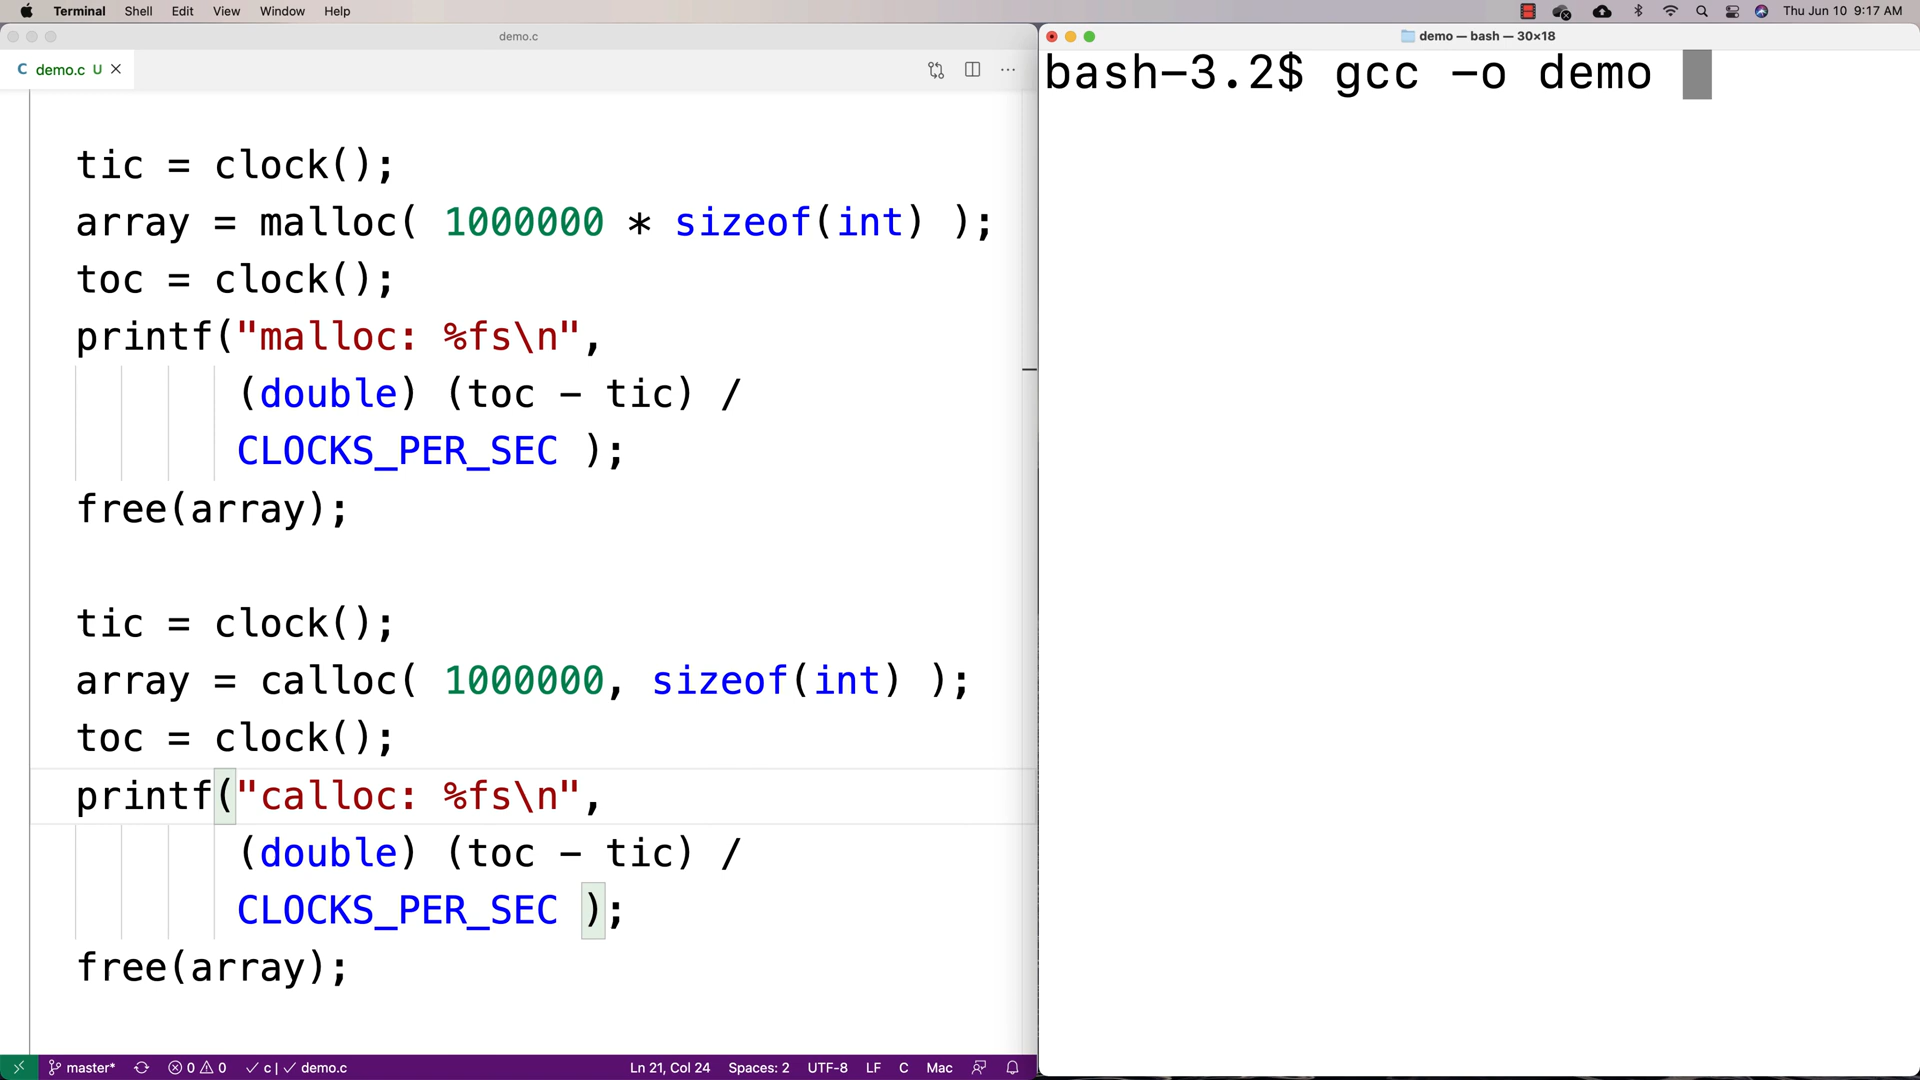 Terminal Shell Edit View Window Help Thu Jun 10 9:17 AM
demo.c
C demo.c U
tic = clock();
array = malloc( 1000000 * sizeof(int) );
toc = clock();
printf("malloc: %fs\n",
(double) (toc - tic) /
CLOCKS_PER_SEC );
free(array);
tic = clock();
array = calloc( 1000000, sizeof(int) );
toc = clock();
printf("calloc: %fs\n",
(double) (toc - tic) /
CLOCKS_PER_SEC );
free(array);
master* 0 0 c | demo.c Ln 21, Col 24 Spaces: 2 UTF-8 LF C Mac
demo — bash — 30×18
bash-3.2$ gcc -o demo